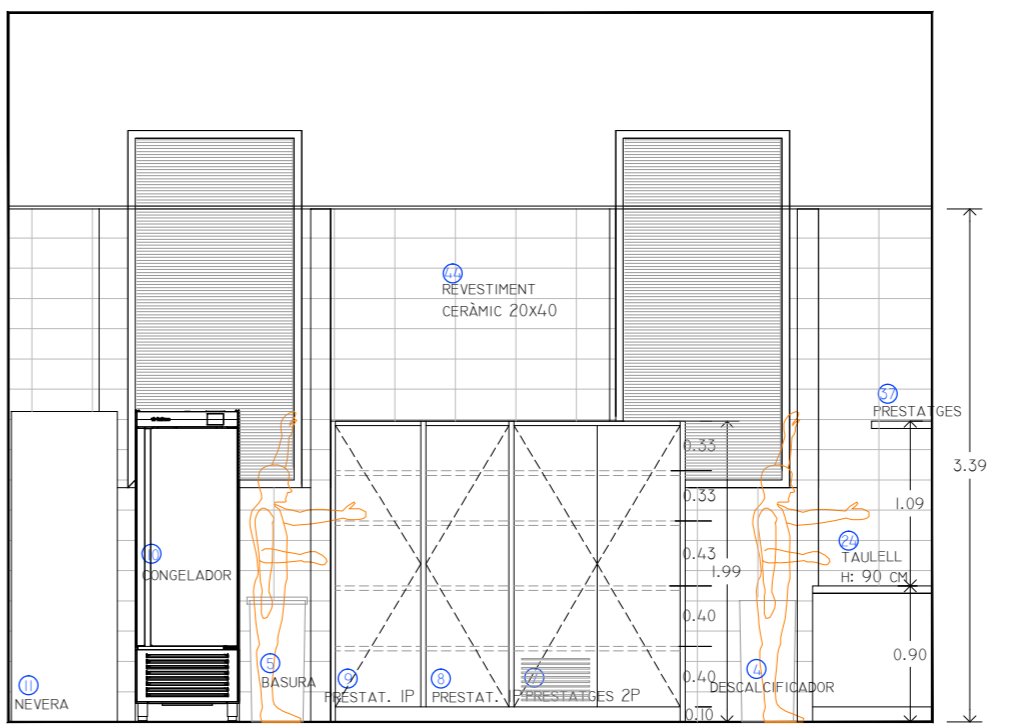 44
REVESTIMENT
CERÀMIC 20X40
37
PRESTATGES
3.39
0.33
0.33
1.09
0.43
1.99
24
TAULELL
H: 90 CM
10
CONGELADOR
0.40
0.90
5
BASURA
9
PRESTAT. 1P
8
PRESTAT. 1P
7
PRESTATGES 2P
0.40
4
DESCALCIFICADOR
11
NEVERA
0.10